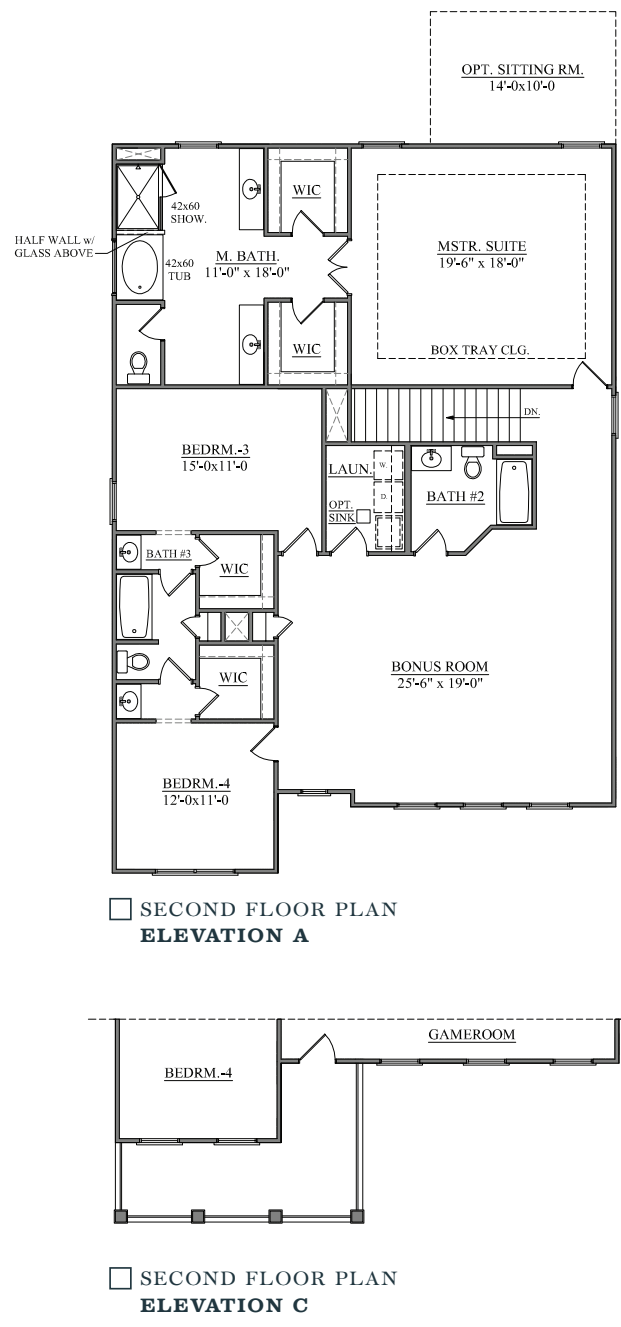 OPT. SITTING RM.
14'-0x10'-0
WIC
42x60
SHOW.
HALF WALL w/
GLASS ABOVE
M. BATH.
11'-0" x 18'-0"
42x60
TUB
MSTR. SUITE
19'-6" x 18'-0"
WIC
BOX TRAY CLG.
DN.
BEDRM.-3
15'-0x11'-0
LAUN.
W.
D.
OPT.
SINK
BATH #2
BATH #3
WIC
BONUS ROOM
25'-6" x 19'-0"
WIC
BEDRM.-4
12'-0x11'-0
SECOND FLOOR PLAN
ELEVATION A
GAMEROOM
BEDRM.-4
SECOND FLOOR PLAN
ELEVATION C